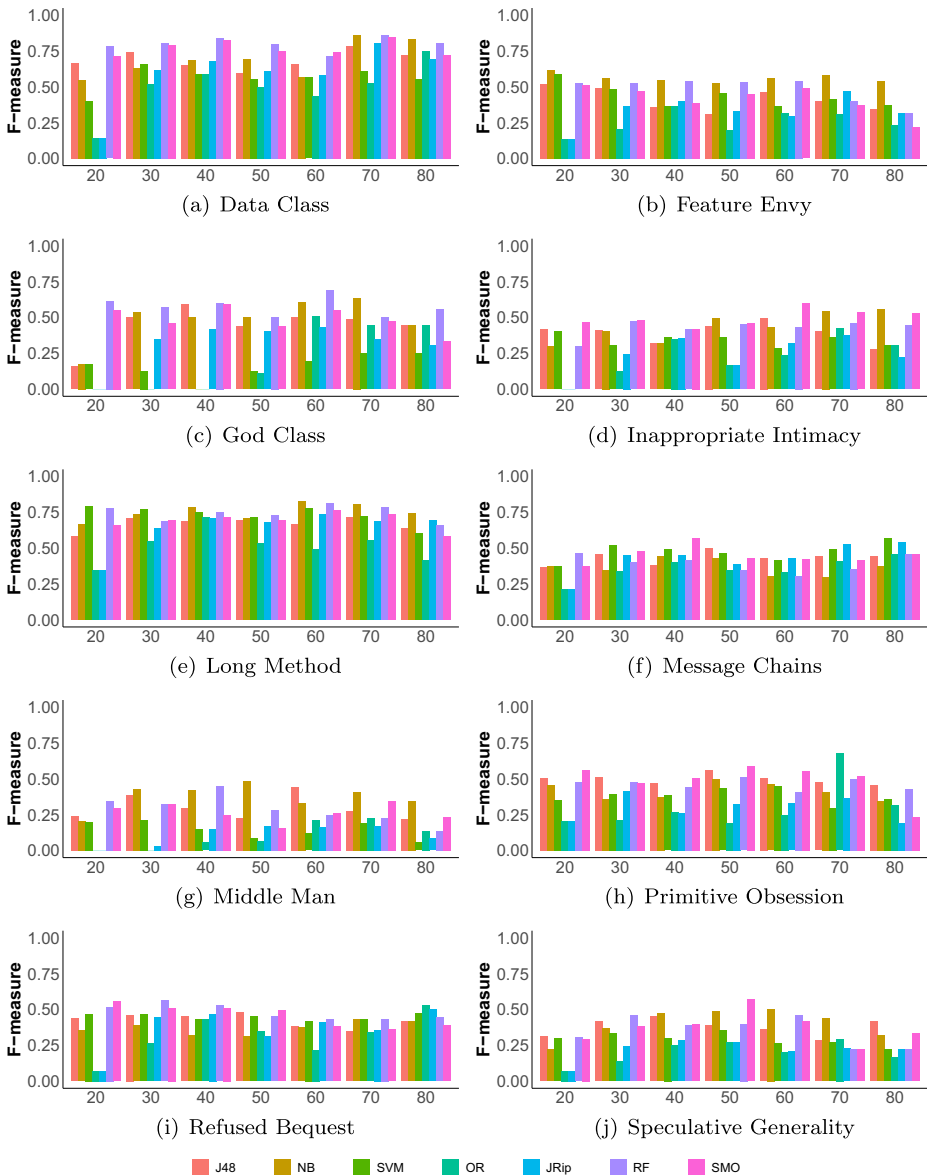 1.00
0.75
0.50
0.25
0.00
F−measure
20 30 40 50 60 70 80
(a) Data Class
1.00
0.75
0.50
0.25
0.00
F−measure
20 30 40 50 60 70 80
(b) Feature Envy
1.00
0.75
0.50
0.25
0.00
F−measure
20 30 40 50 60 70 80
(c) God Class
1.00
0.75
0.50
0.25
0.00
F−measure
20 30 40 50 60 70 80
(d) Inappropriate Intimacy
1.00
0.75
0.50
0.25
0.00
F−measure
20 30 40 50 60 70 80
(e) Long Method
1.00
0.75
0.50
0.25
0.00
F−measure
20 30 40 50 60 70 80
(f) Message Chains
1.00
0.75
0.50
0.25
0.00
F−measure
20 30 40 50 60 70 80
(g) Middle Man
1.00
0.75
0.50
0.25
0.00
F−measure
20 30 40 50 60 70 80
(h) Primitive Obsession
1.00
0.75
0.50
0.25
0.00
F−measure
20 30 40 50 60 70 80
(i) Refused Bequest
1.00
0.75
0.50
0.25
0.00
F−measure
20 30 40 50 60 70 80
(j) Speculative Generality
J48 NB SVM OR JRip RF SMO